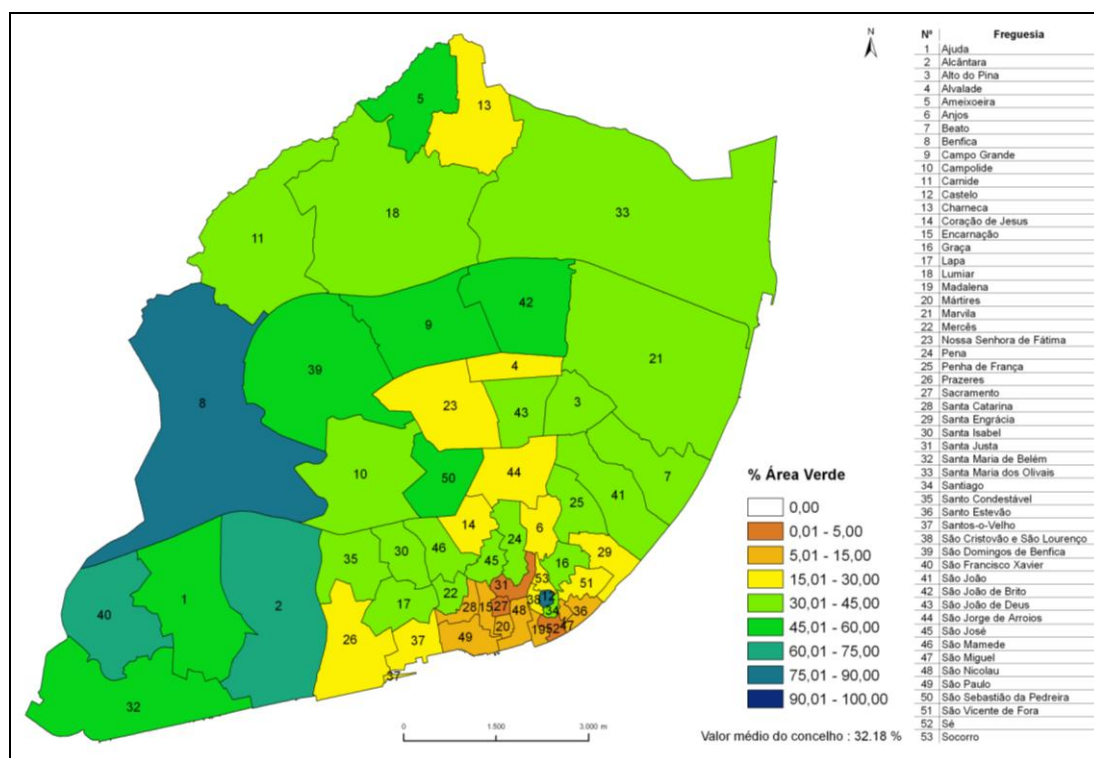 N
Nº Freguesia
1 Ajuda
2 Alcântara
3 Alto do Pina
4 Alvalade
5 Ameixoeira
6 Anjos
7 Beato
8 Benfica
9 Campo Grande
10 Campolide
11 Carnide
12 Castelo
13 Charneca
14 Coração de Jesus
15 Encarnação
16 Graça
17 Lapa
18 Lumiar
19 Madalena
20 Mártires
21 Marvila
22 Mercês
23 Nossa Senhora de Fátima
24 Pena
25 Penha de França
26 Prazeres
27 Sacramento
28 Santa Catarina
29 Santa Engrácia
30 Santa Isabel
31 Santa Justa
32 Santa Maria de Belém
33 Santa Maria dos Olivais
34 Santiago
35 Santo Condestável
36 Santo Estevão
37 Santos-o-Velho
38 São Cristovão e São Lourenço
39 São Domingos de Benfica
40 São Francisco Xavier
41 São João
42 São João de Brito
43 São João de Deus
44 São Jorge de Arroios
45 São José
46 São Mamede
47 São Miguel
48 São Nicolau
49 São Paulo
50 São Sebastião da Pedreira
51 São Vicente de Fora
52 Sé
53 Socorro
5
13
18
33
11
42
9
21
39
4
8
23
43
3
10
50
44
7
41
25
14
6
24
46
35
30
45
16
29
53
31
51
1
2
40
17
22
28
15
27
38
12
34
36
48
20
19
52
47
26
37
49
37
32
% Área Verde
0,00
0,01 - 5,00
5,01 - 15,00
15,01 - 30,00
30,01 - 45,00
45,01 - 60,00
60,01 - 75,00
75,01 - 90,00
90,01 - 100,00
0 1.500 3.000 m
Valor médio do concelho : 32.18 %